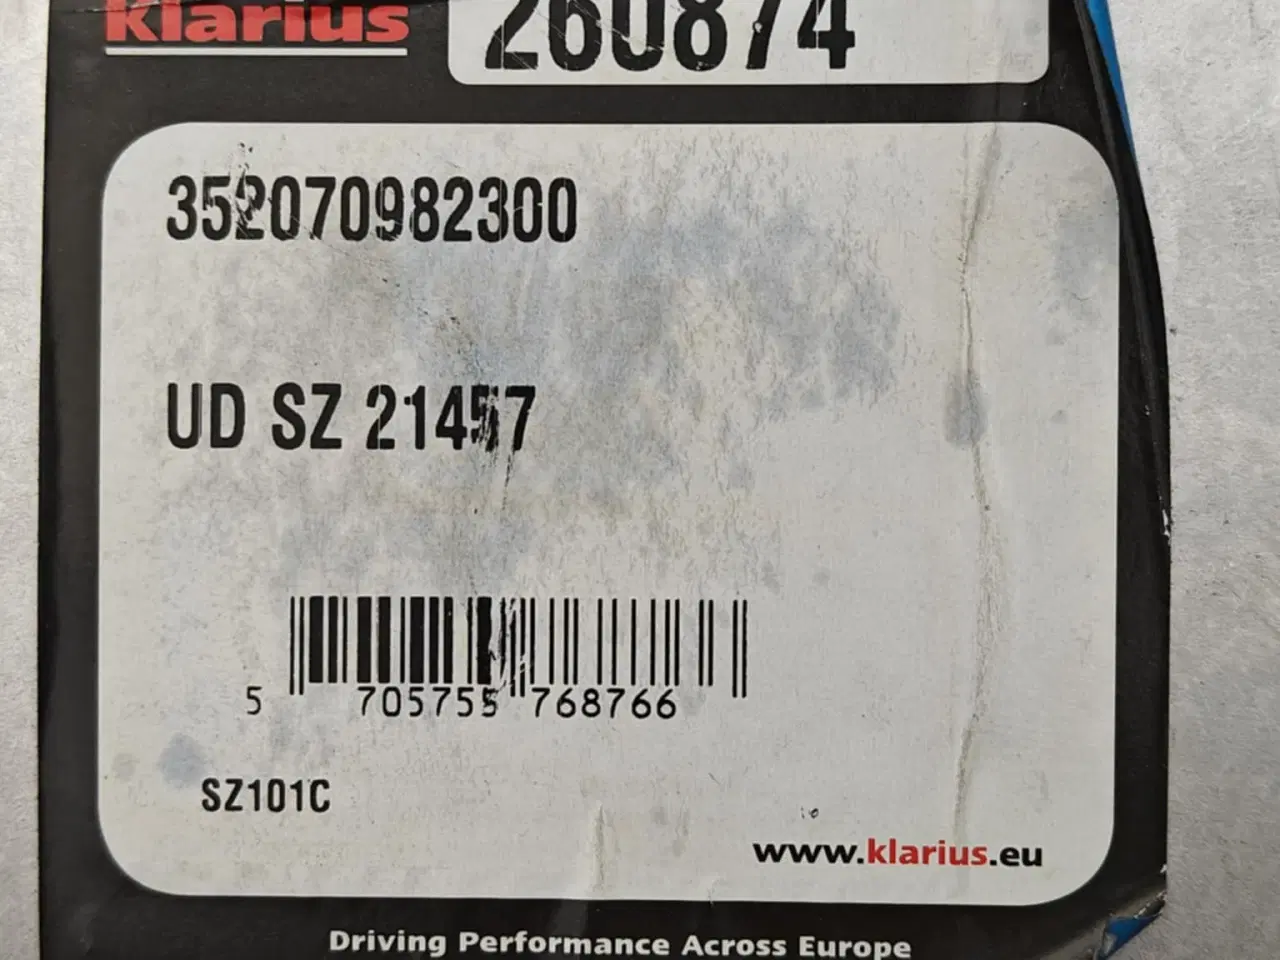 klarius
260874
352070982300
UD SZ 21457
5 705755 768766
SZ101C
www.klarius.eu
Driving Performance Across Europe